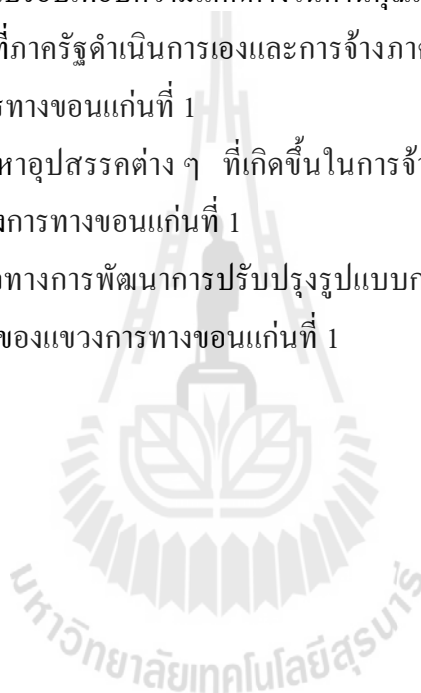 ที่ภาครัฐดำเนินการเองและการจ้างภาค
ารทางขอนแก่นที่ 1
หาอุปสรรคต่าง ๆ ที่เกิดขึ้นในการจ้า
งการทางขอนแก่นที่ 1
วทางการพัฒนาการปรับปรุงรูปแบบก
ของแขวงการทางขอนแก่นที่ 1
มหาวิทยาลัยเทคโนโลยีสุรนารี